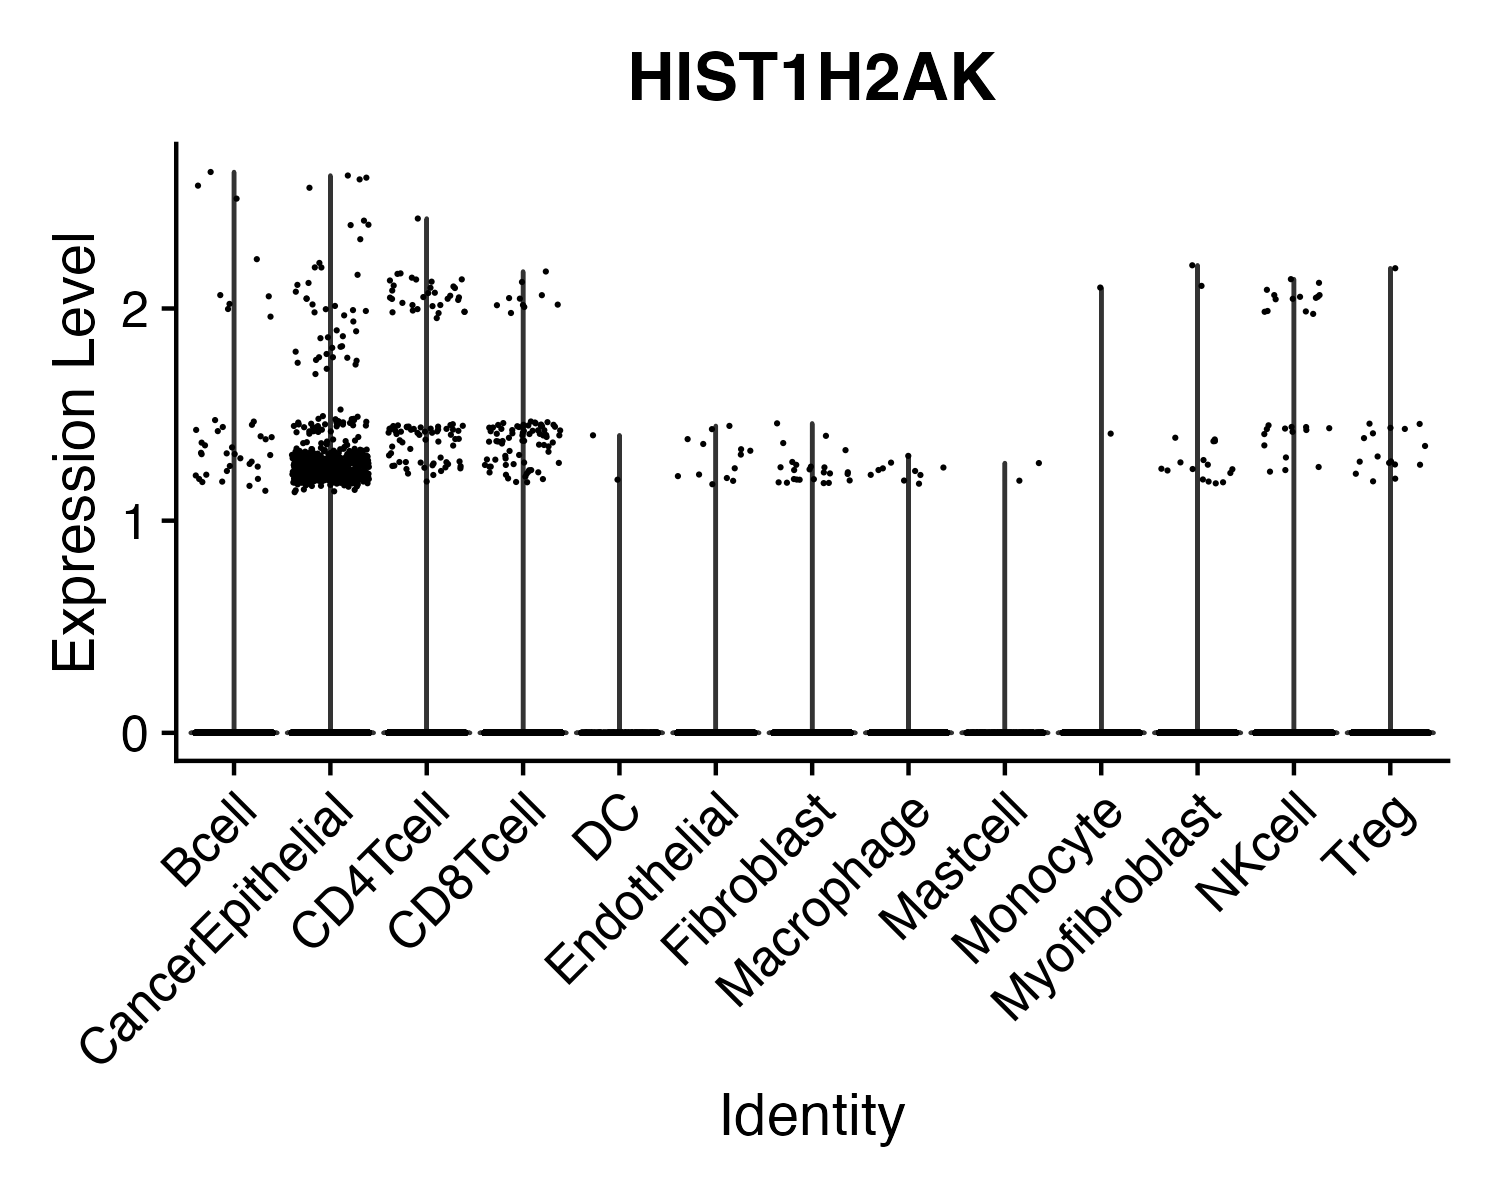 HIST1H2AK
Expression Level
2
1
0
Bcell
CancerEpithelial
CD4Tcell
CD8Tcell
DC
Endothelial
Fibroblast
Macrophage
Mastcell
Monocyte
Myofibroblast
NKcell
Treg
Identity